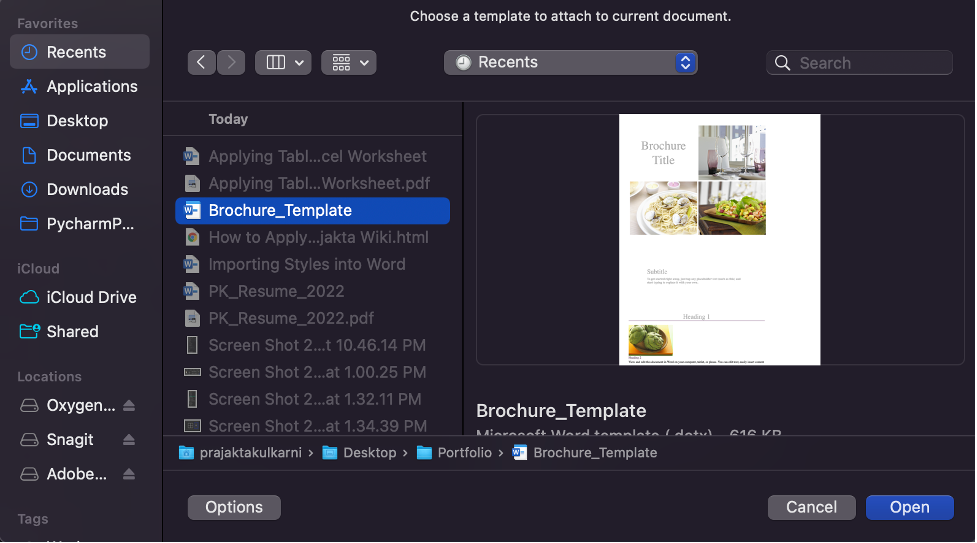 Choose a template to attach to current document.
Favorites
Recents
Applications
Desktop
Documents
Downloads
PycharmP...
iCloud
iCloud Drive
Shared
Locations
Oxygen...
Snagit
Adobe...
Tags
Recents
Search
Today
Applying Tabl...cel Worksheet
Applying Tabl...Worksheet.pdf
Brochure_Template
How to Apply...jakta Wiki.html
Importing Styles into Word
PK_Resume_2022
PK_Resume_2022.pdf
Screen Shot 2...t 10.46.14 PM
Screen Shot 2...at 1.00.25 PM
Screen Shot 2...at 1.32.11 PM
Screen Shot 2...at 1.34.39 PM
Brochure
Title
Subtitle
Heading 1
Brochure_Template
Microsoft Word template (.dotx) - 616 KB
prajaktakulkarni › Desktop › Portfolio › Brochure_Template
Options
Cancel
Open